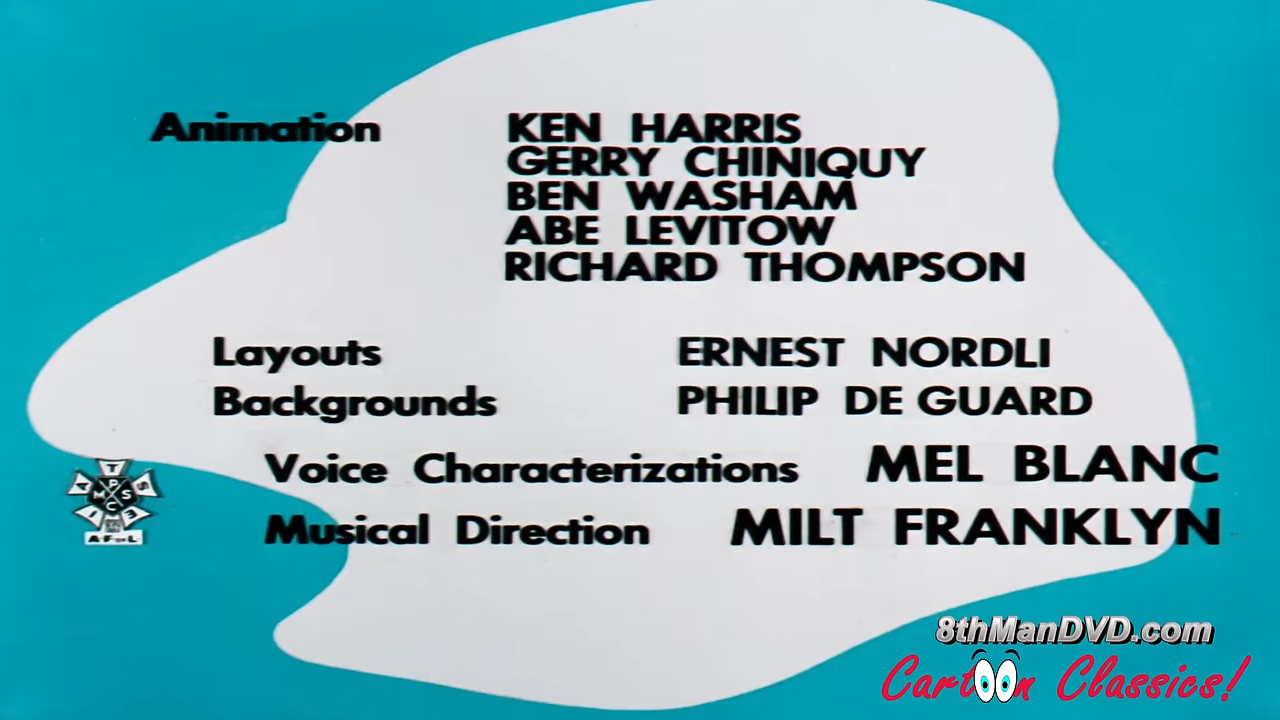 Animation KEN HARRIS
GERRY CHINIQUY
BEN WASHAM
ABE LEVITOW
RICHARD THOMPSON
Layouts ERNEST NORDLI
Backgrounds PHILIP DE GUARD
Voice Characterizations MEL BLANC
Musical Direction MILT FRANKLYN
A F of L
8thManDVD.com
Cartoon Classics!